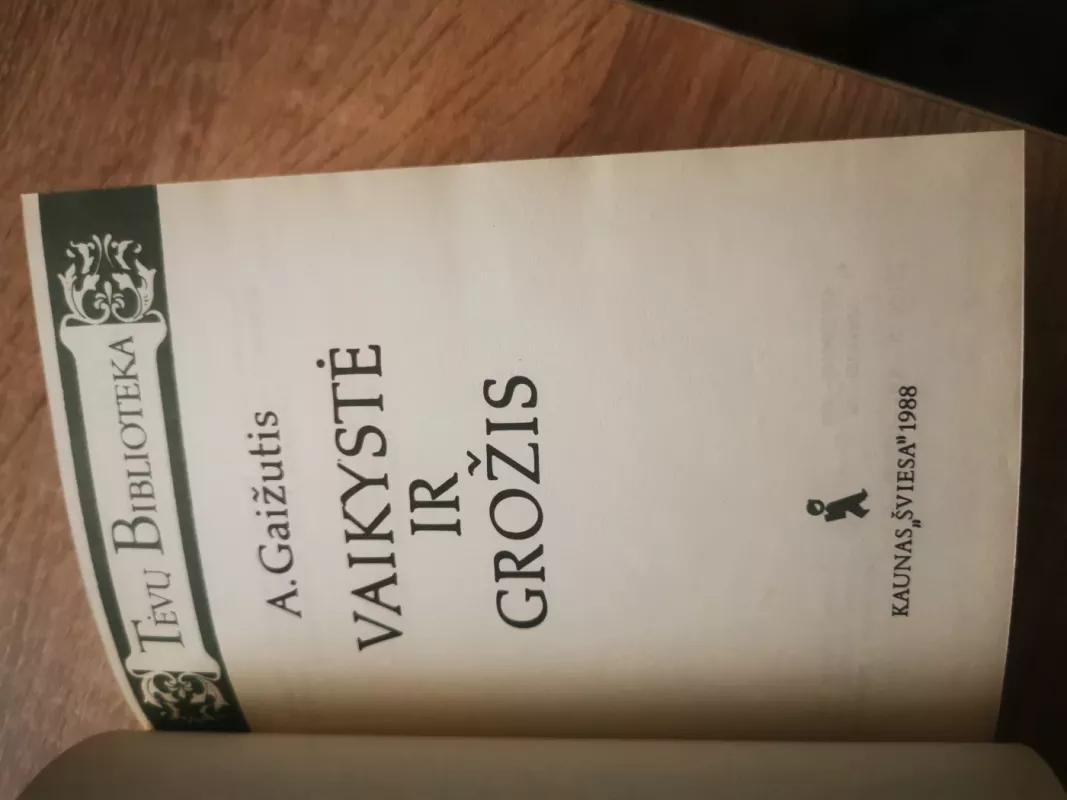 TĖVŲ BIBLIOTEKA
A. Gaižutis
VAIKYSTĖ
IR
GROŽIS
KAUNAS „ŠVIESA" 1988